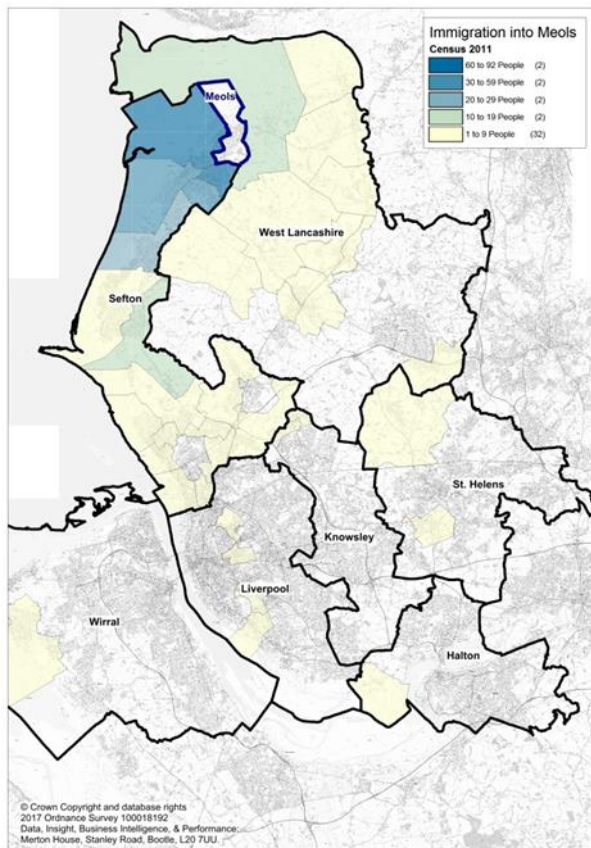 Immigration into Meols
Census 2011
60 to 92 People (2)
30 to 59 People (2)
20 to 29 People (2)
10 to 19 People (2)
1 to 9 People (32)
Meols
West Lancashire
Sefton
St. Helens
Knowsley
Liverpool
Wirral
Halton
© Crown Copyright and database rights
2017 Ordnance Survey 100018192
Data, Insight, Business Intelligence, & Performance.
Merton House, Stanley Road, Bootle, L20 7UU.